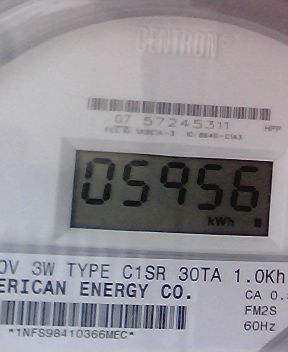 CENTRON
07 57245311
HPP
05956
kWh
0V 3W TYPE C1SR 30TA 1.0Kh
ERICAN ENERGY CO.
CA 0.
FM2S
60Hz
*1NFS98410366MEC*